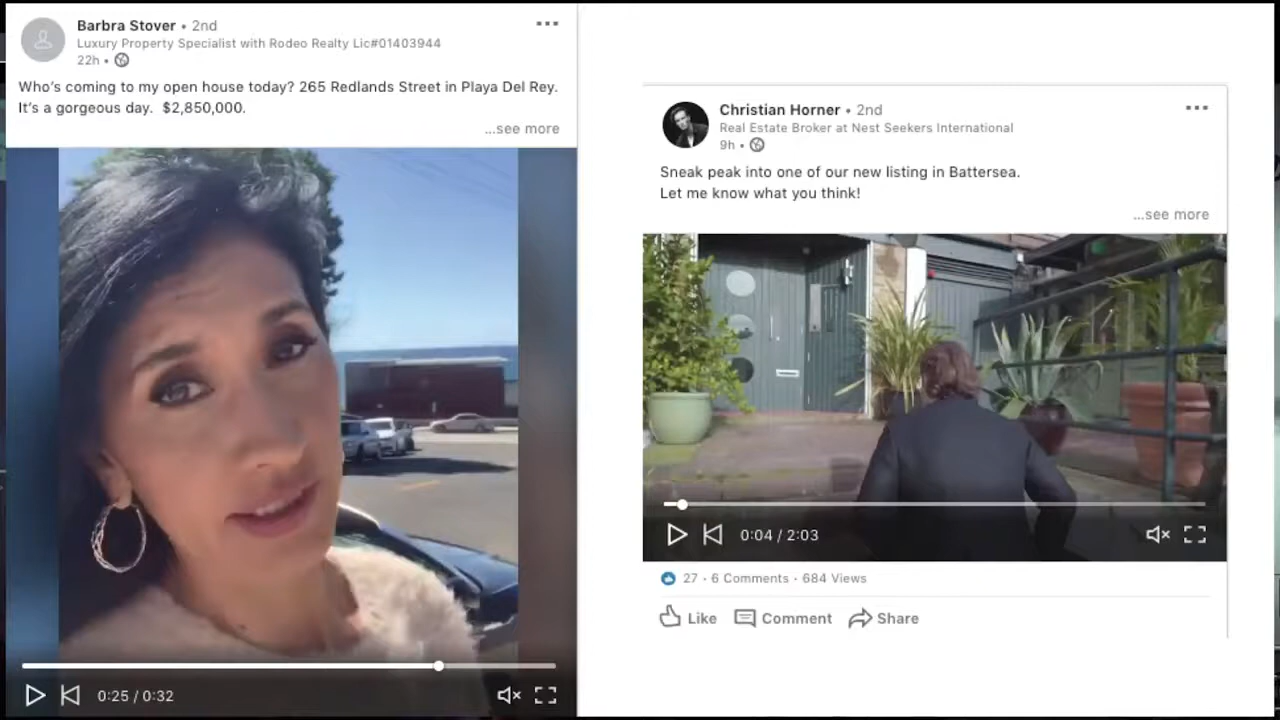 Barbra Stover • 2nd
Luxury Property Specialist with Rodeo Realty Lic#01403944
22h •
Who's coming to my open house today? 265 Redlands Street in Playa Del Rey.
It's a gorgeous day.  $2,850,000.
...see more
0:25 / 0:32
Christian Horner • 2nd
Real Estate Broker at Nest Seekers International
9h •
Sneak peak into one of our new listing in Battersea.
Let me know what you think!
...see more
0:04 / 2:03
27 · 6 Comments · 684 Views
Like Comment Share